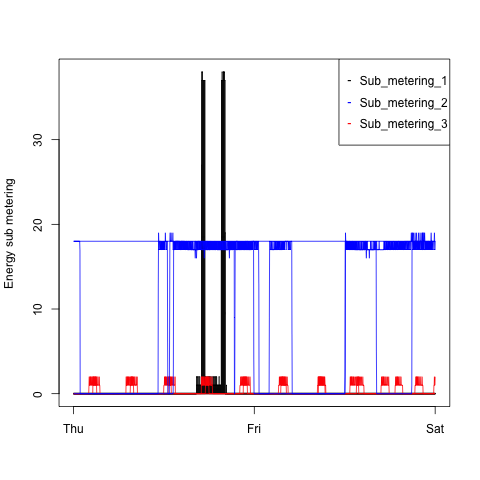 Sub_metering_1
Sub_metering_2
Sub_metering_3
Energy sub metering
30
20
10
0
Thu
Fri
Sat